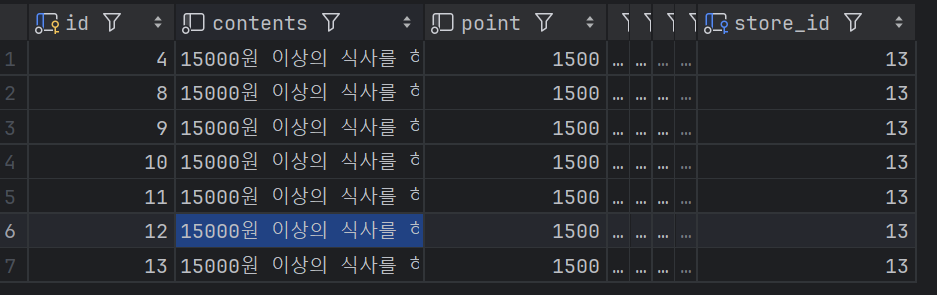 id contents point store_id
1 4 15000원 이상의 식사를 1500 … … … … 13
2 8 15000원 이상의 식사를 1500 … … … … 13
3 9 15000원 이상의 식사를 1500 … … … … 13
4 10 15000원 이상의 식사를 1500 … … … … 13
5 11 15000원 이상의 식사를 1500 … … … … 13
6 12 15000원 이상의 식사를 1500 … … … … 13
7 13 15000원 이상의 식사를 1500 … … … … 13